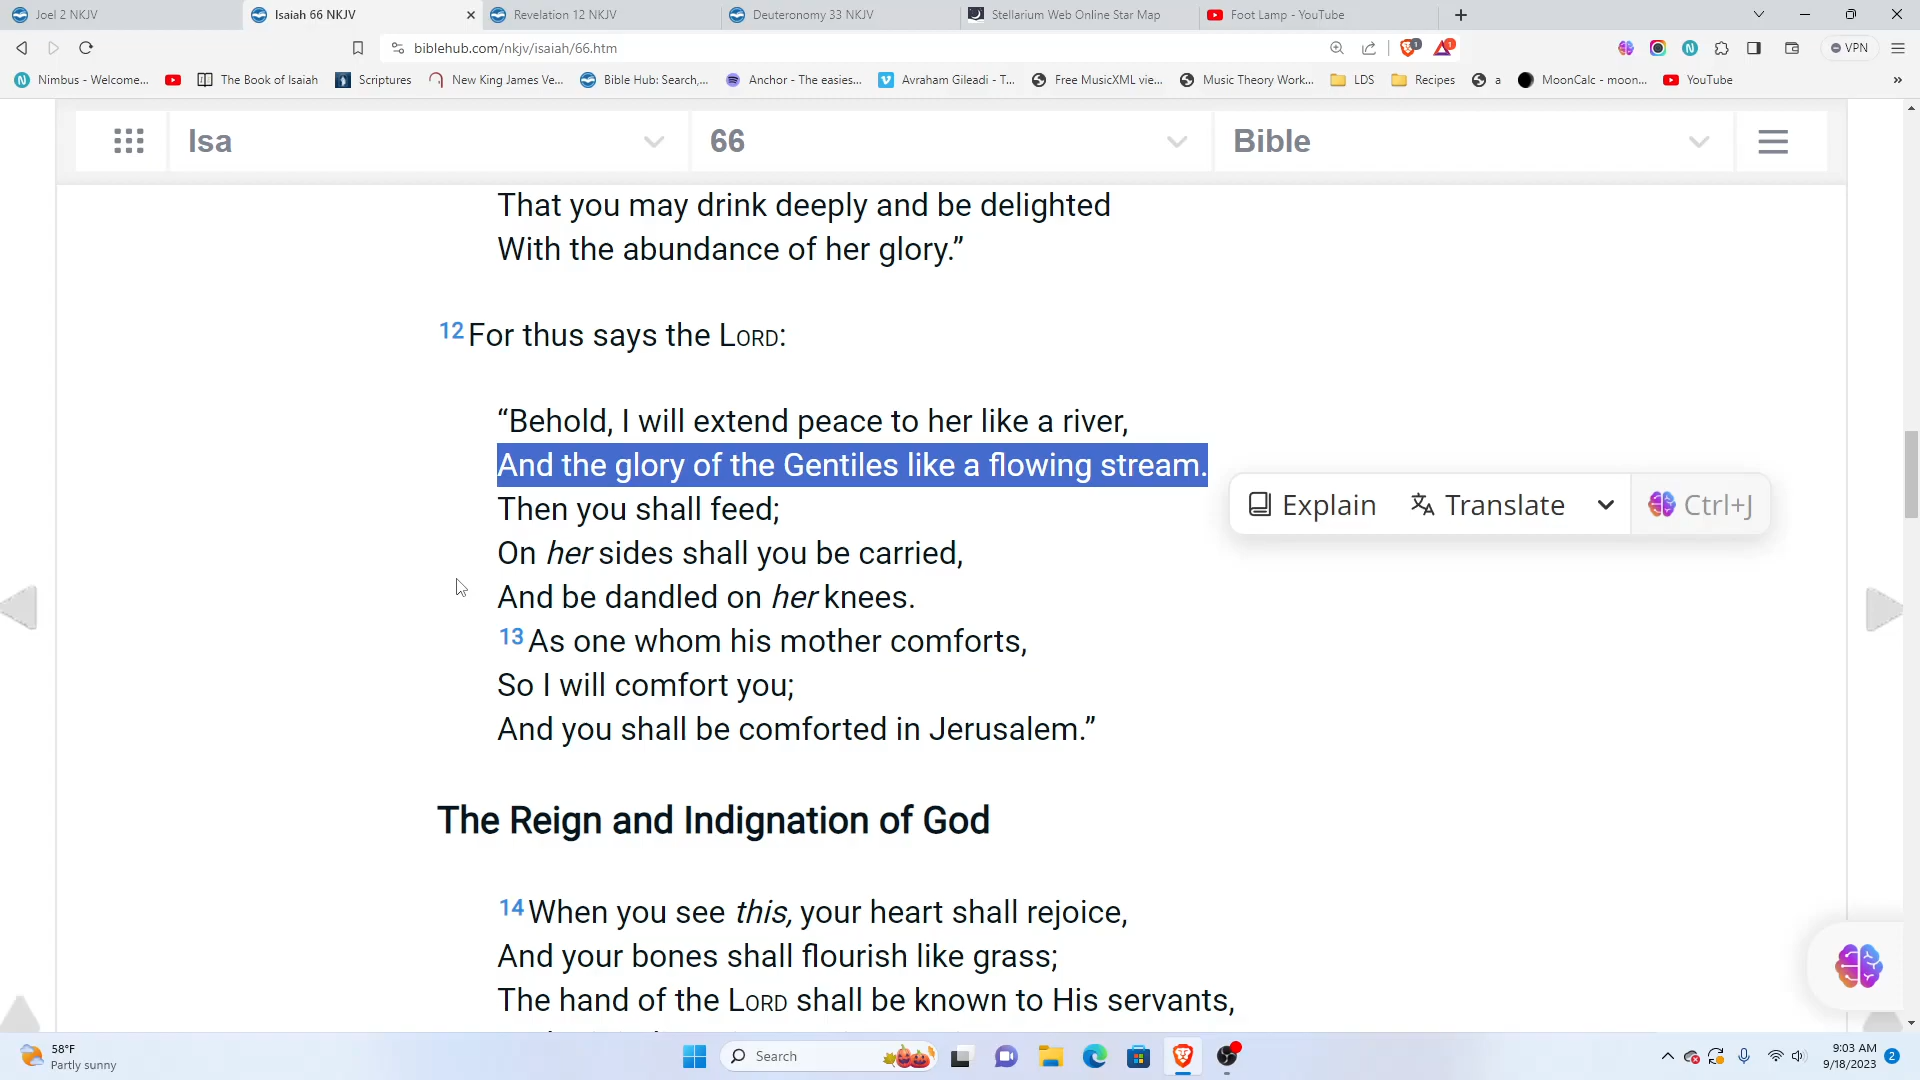 Joel 2 NKJV
Isaiah 66 NKJV
Revelation 12 NKJV
Deuteronomy 33 NKJV
Stellarium Web Online Star Map
Foot Lamp - YouTube
biblehub.com/nkjv/isaiah/66.htm
1
1
VPN
Nimbus - Welcome...
The Book of Isaiah
Scriptures
New King James Ve...
Bible Hub: Search,...
Anchor - The easies...
Avraham Gileadi - T...
Free MusicXML vie...
Music Theory Work...
LDS
Recipes
a
MoonCalc - moon...
YouTube
»
Isa
66
Bible
That you may drink deeply and be delighted
With the abundance of her glory.”
12 For thus says the LORD:
“Behold, I will extend peace to her like a river,
And the glory of the Gentiles like a flowing stream.
Then you shall feed;
On her sides shall you be carried,
And be dandled on her knees.
13 As one whom his mother comforts,
So I will comfort you;
And you shall be comforted in Jerusalem.”
Explain
Translate
Ctrl+J
The Reign and Indignation of God
14 When you see this, your heart shall rejoice,
And your bones shall flourish like grass;
The hand of the LORD shall be known to His servants,
58°F
Partly sunny
Search
9:03 AM
9/18/2023
2